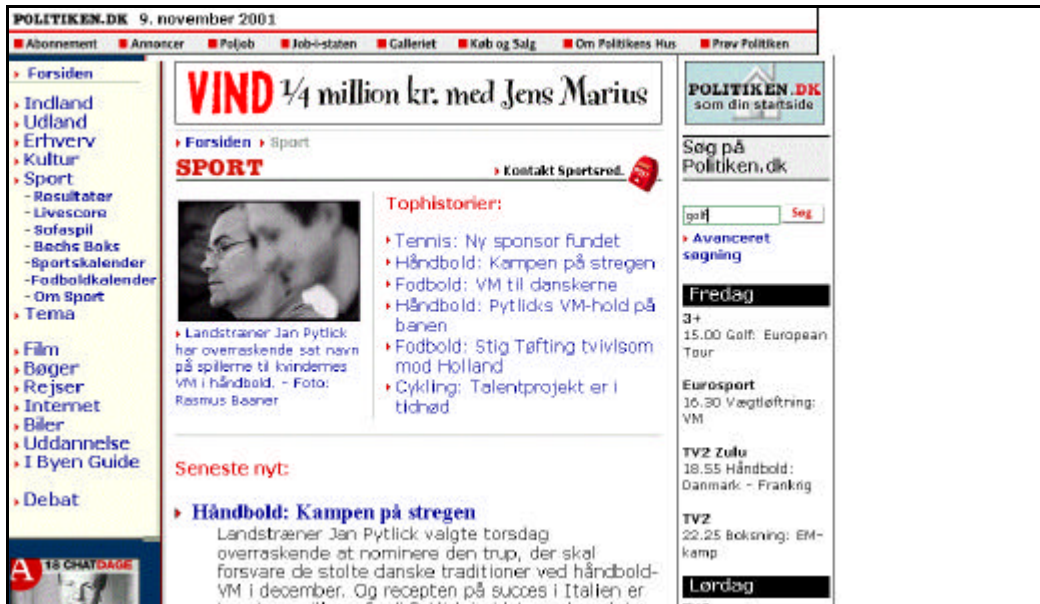 POLITIKEN.DK 9. november 2001
Abonnement Annoncer Poljob Job-i-staten Galleriet Køb og Salg Om Politikens Hus Prøv Politiken
Forsiden
Indland
Udland
Erhverv
Kultur
Sport
- Resultater
- Livescore
- Sofaspil
- Bechs Boks
-Sportskalender
-Fodboldkalender
- Om Sport
Tema
Film
Bøger
Rejser
Internet
Biler
Uddannelse
I Byen Guide
Debat
A 18 CHATDAGE
VIND 1/4 million kr. med Jens Marius
Forsiden Sport
SPORT
Kontakt Sportsred.
Landstræner Jan Pytlick
har overraskende sat navn
på spillerne til kvindernes
VM i håndbold. - Foto:
Rasmus Baaner
Tophistorier:
Tennis: Ny sponsor fundet
Håndbold: Kampen på stregen
Fodbold: VM til danskerne
Håndbold: Pytlicks VM-hold på
banen
Fodbold: Stig Tøfting tvivlsom
mod Holland
Cykling: Talentprojekt er i
tidnød
Seneste nyt:
Håndbold: Kampen på stregen
Landstræner Jan Pytlick valgte torsdag
overraskende at nominere den trup, der skal
forsvare de stolte danske traditioner ved håndbold-
VM i december. Og recepten på succes i Italien er
POLITIKEN.DK
som din startside
Søg på
Politiken.dk
golf Søg
Avanceret
søgning
Fredag
3+
15.00 Golf: European
Tour
Eurosport
16.30 Vægtløftning:
VM
TV2 Zulu
18.55 Håndbold:
Danmark - Frankrig
TV2
22.25 Boksning: EM-
kamp
Lørdag